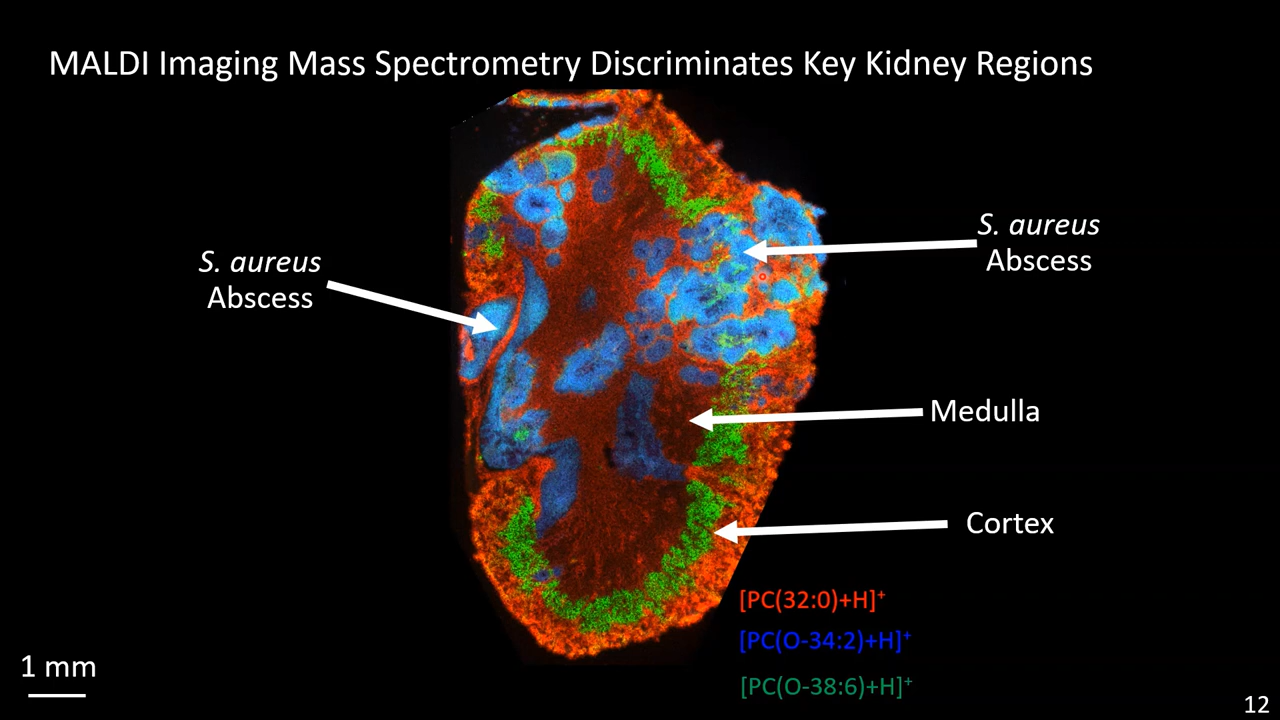 MALDI Imaging Mass Spectrometry Discriminates Key Kidney Regions
S. aureus
Abscess
S. aureus
Abscess
Medulla
Cortex
[PC(32:0)+H]⁺
[PC(O-34:2)+H]⁺
[PC(O-38:6)+H]⁺
1 mm
12